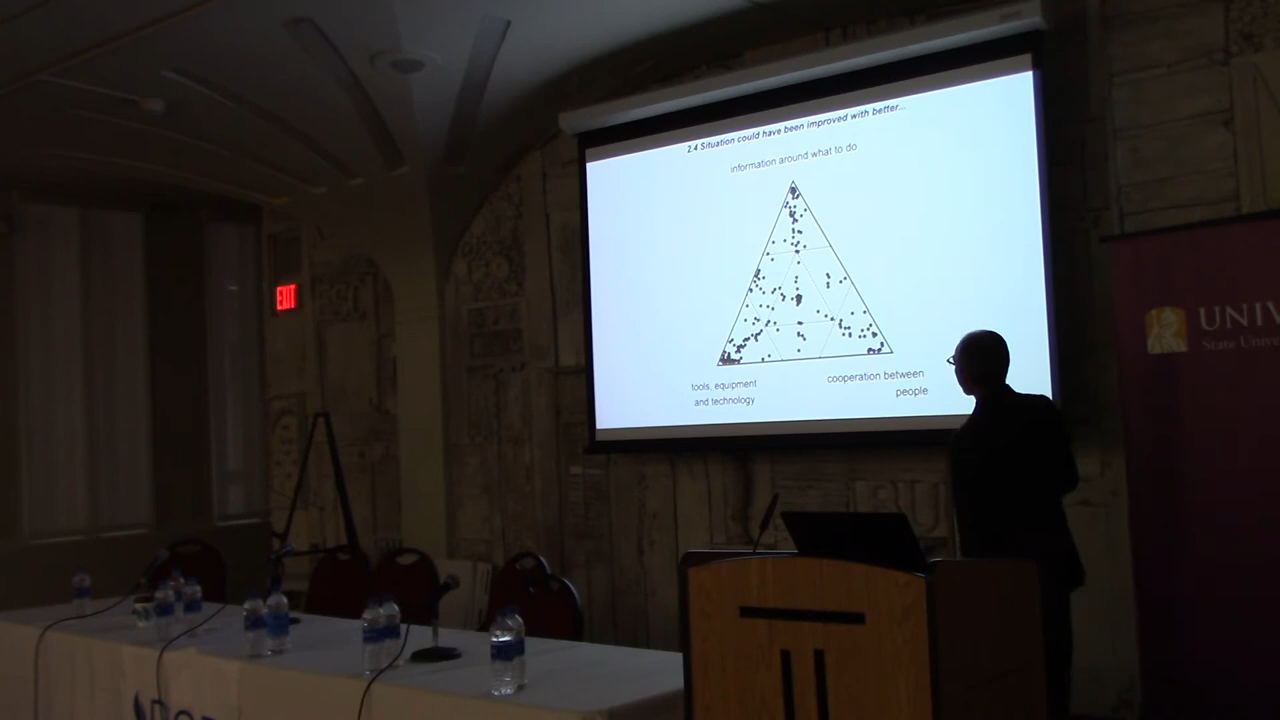 2.4 Situation could have been improved with better...
information around what to do
tools, equipment
and technology
cooperation between
people
EXIT
UNIV
State Unive